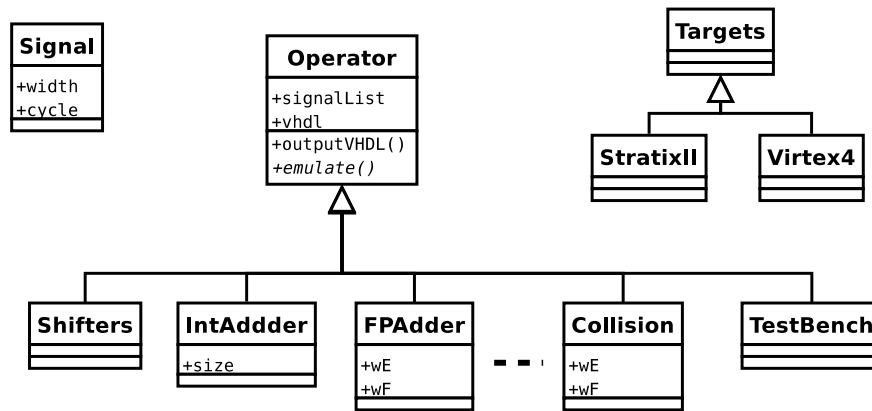 Signal
+width
+cycle
Operator
+signalList
+vhdl
+outputVHDL()
+emulate()
Targets
StratixII
Virtex4
Shifters
IntAddder
+size
FPAdder
+wE
+wF
Collision
+wE
+wF
TestBench